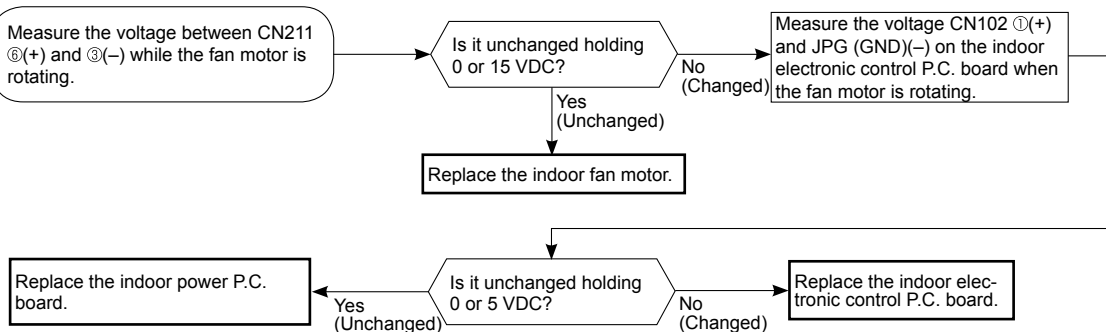 Measure the voltage between CN211
⑥(+) and ③(–) while the fan motor is
rotating.
Is it unchanged holding
0 or 15 VDC?
No
(Changed)
Measure the voltage CN102 ①(+)
and JPG (GND)(–) on the indoor
electronic control P.C. board when
the fan motor is rotating.
Yes
(Unchanged)
Replace the indoor fan motor.
Replace the indoor power P.C.
board.
Yes
(Unchanged)
Is it unchanged holding
0 or 5 VDC?
No
(Changed)
Replace the indoor elec-
tronic control P.C. board.